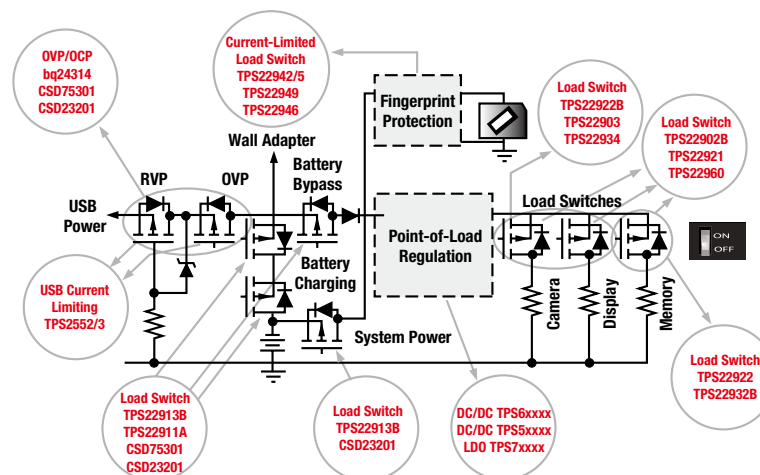 OVP/OCP
bq24314
CSD75301
CSD23201
Current-Limited
Load Switch
TPS22942/5
TPS22949
TPS22946
Fingerprint
Protection
Load Switch
TPS22922B
TPS22903
TPS22934
Load Switch
TPS22902B
TPS22921
TPS22960
Wall Adapter
RVP
OVP
Battery
Bypass
USB
Power
Load Switches
ON
OFF
Point-of-Load
Regulation
Battery
Charging
USB Current
Limiting
TPS2552/3
System Power
Camera
Display
Memory
Load Switch
TPS22913B
TPS22911A
CSD75301
CSD23201
Load Switch
TPS22913B
CSD23201
DC/DC TPS6xxxx
DC/DC TPS5xxxx
LDO TPS7xxxx
Load Switch
TPS22922
TPS22932B